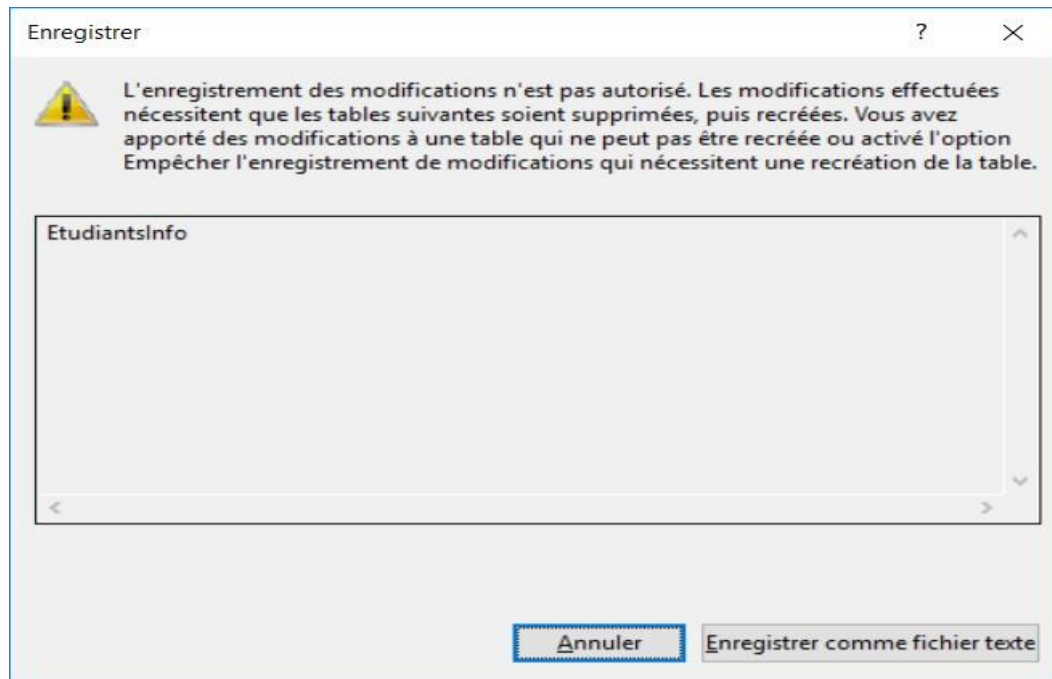 Enregistrer
?
L'enregistrement des modifications n'est pas autorisé. Les modifications effectuées
nécessitent que les tables suivantes soient supprimées, puis recréées. Vous avez
apporté des modifications à une table qui ne peut pas être recréée ou activé l'option
Empêcher l'enregistrement de modifications qui nécessitent une recréation de la table.
EtudiantsInfo
Annuler
Enregistrer comme fichier texte